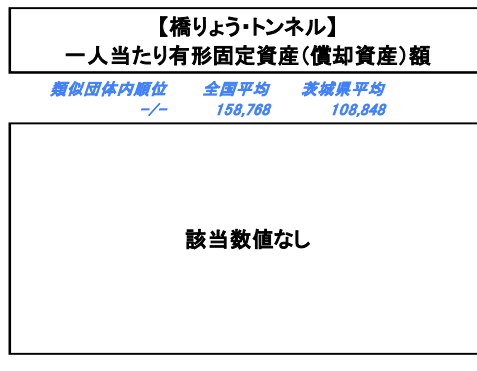 【橋りょう・トンネル】
一人当たり有形固定資産（償却資産）額
類似団体内順位 全国平均 茨城県平均
-/- 158,768 108,848
該当数値なし